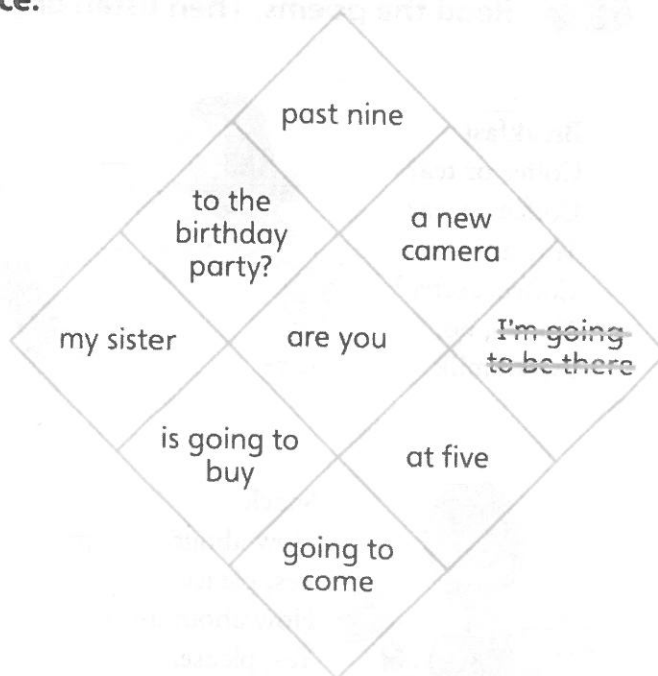 ce.
past nine
to the
birthday
party?
a new
camera
my sister
are you
I'm going
to be there
is going to
buy
at five
going to
come